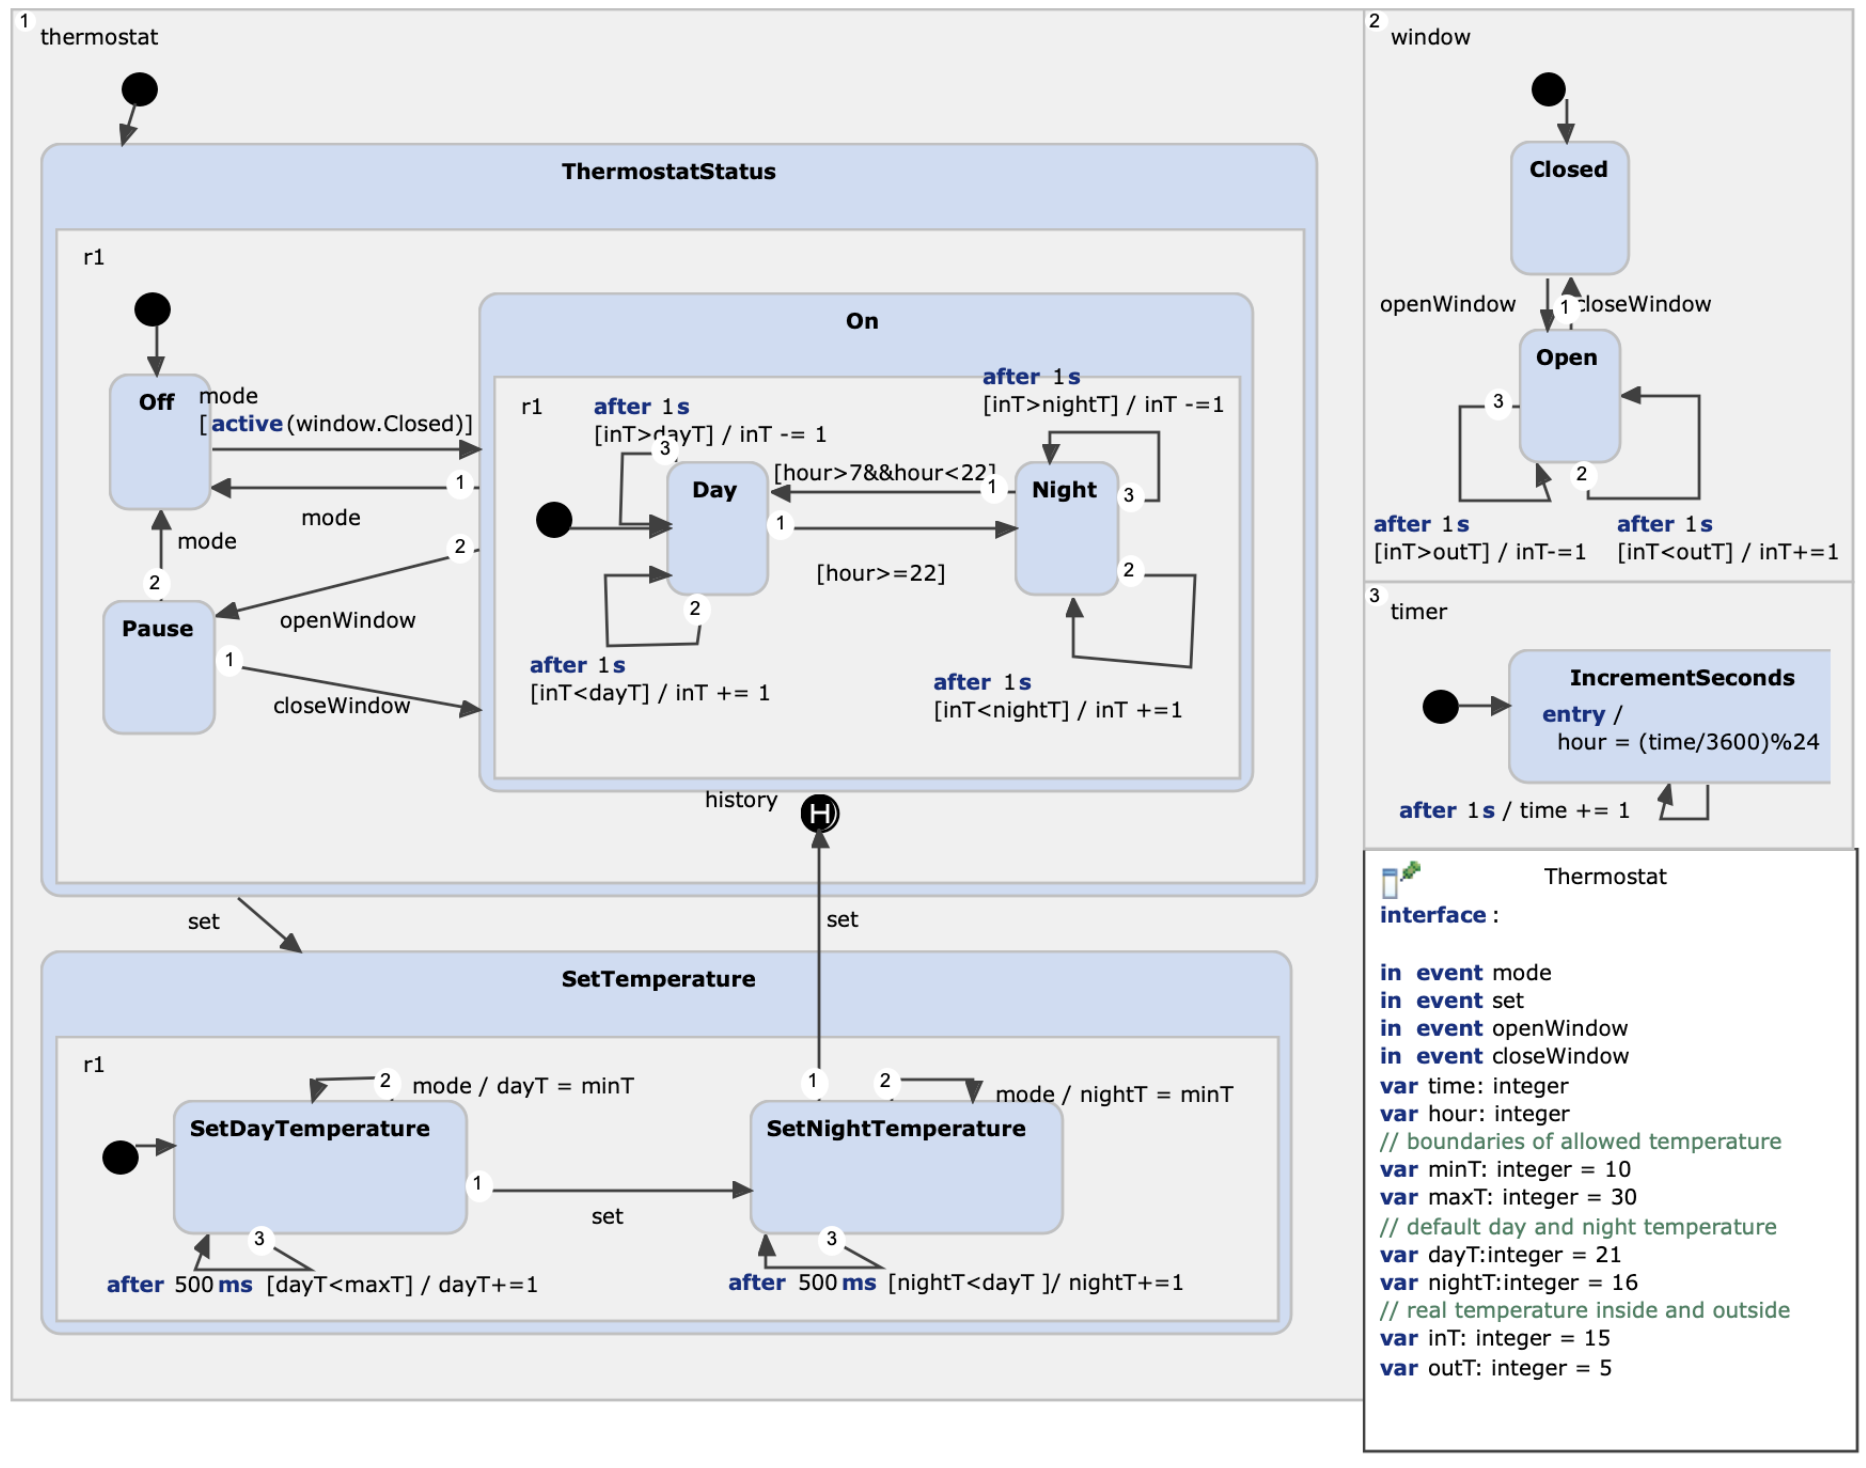 1
thermostat
ThermostatStatus
r1
Off
mode
[active(window.Closed)]
1
mode
mode
2
2
openWindow
Pause
1
closeWindow
On
r1
after 1s
[inT>dayT] / inT -= 1
3
after 1s
[inT>nightT] / inT -=1
Day
[hour>7&&hour<22]
1
Night
3
1
[hour>=22]
2
2
after 1s
[inT<dayT] / inT += 1
after 1s
[inT<nightT] / inT +=1
history
H
set
set
SetTemperature
r1
2
mode / dayT = minT
1
2
mode / nightT = minT
SetDayTemperature
SetNightTemperature
1
set
3
after 500ms [dayT<maxT] / dayT+=1
3
after 500ms [nightT<dayT ]/ nightT+=1
2
window
Closed
openWindow
1
closeWindow
Open
3
2
after 1s
[inT>outT] / inT-=1
after 1s
[inT<outT] / inT+=1
3
timer
IncrementSeconds
entry /
hour = (time/3600)%24
after 1s / time += 1
Thermostat
interface:
in event mode
in event set
in event openWindow
in event closeWindow
var time: integer
var hour: integer
// boundaries of allowed temperature
var minT: integer = 10
var maxT: integer = 30
// default day and night temperature
var dayT:integer = 21
var nightT:integer = 16
// real temperature inside and outside
var inT: integer = 15
var outT: integer = 5